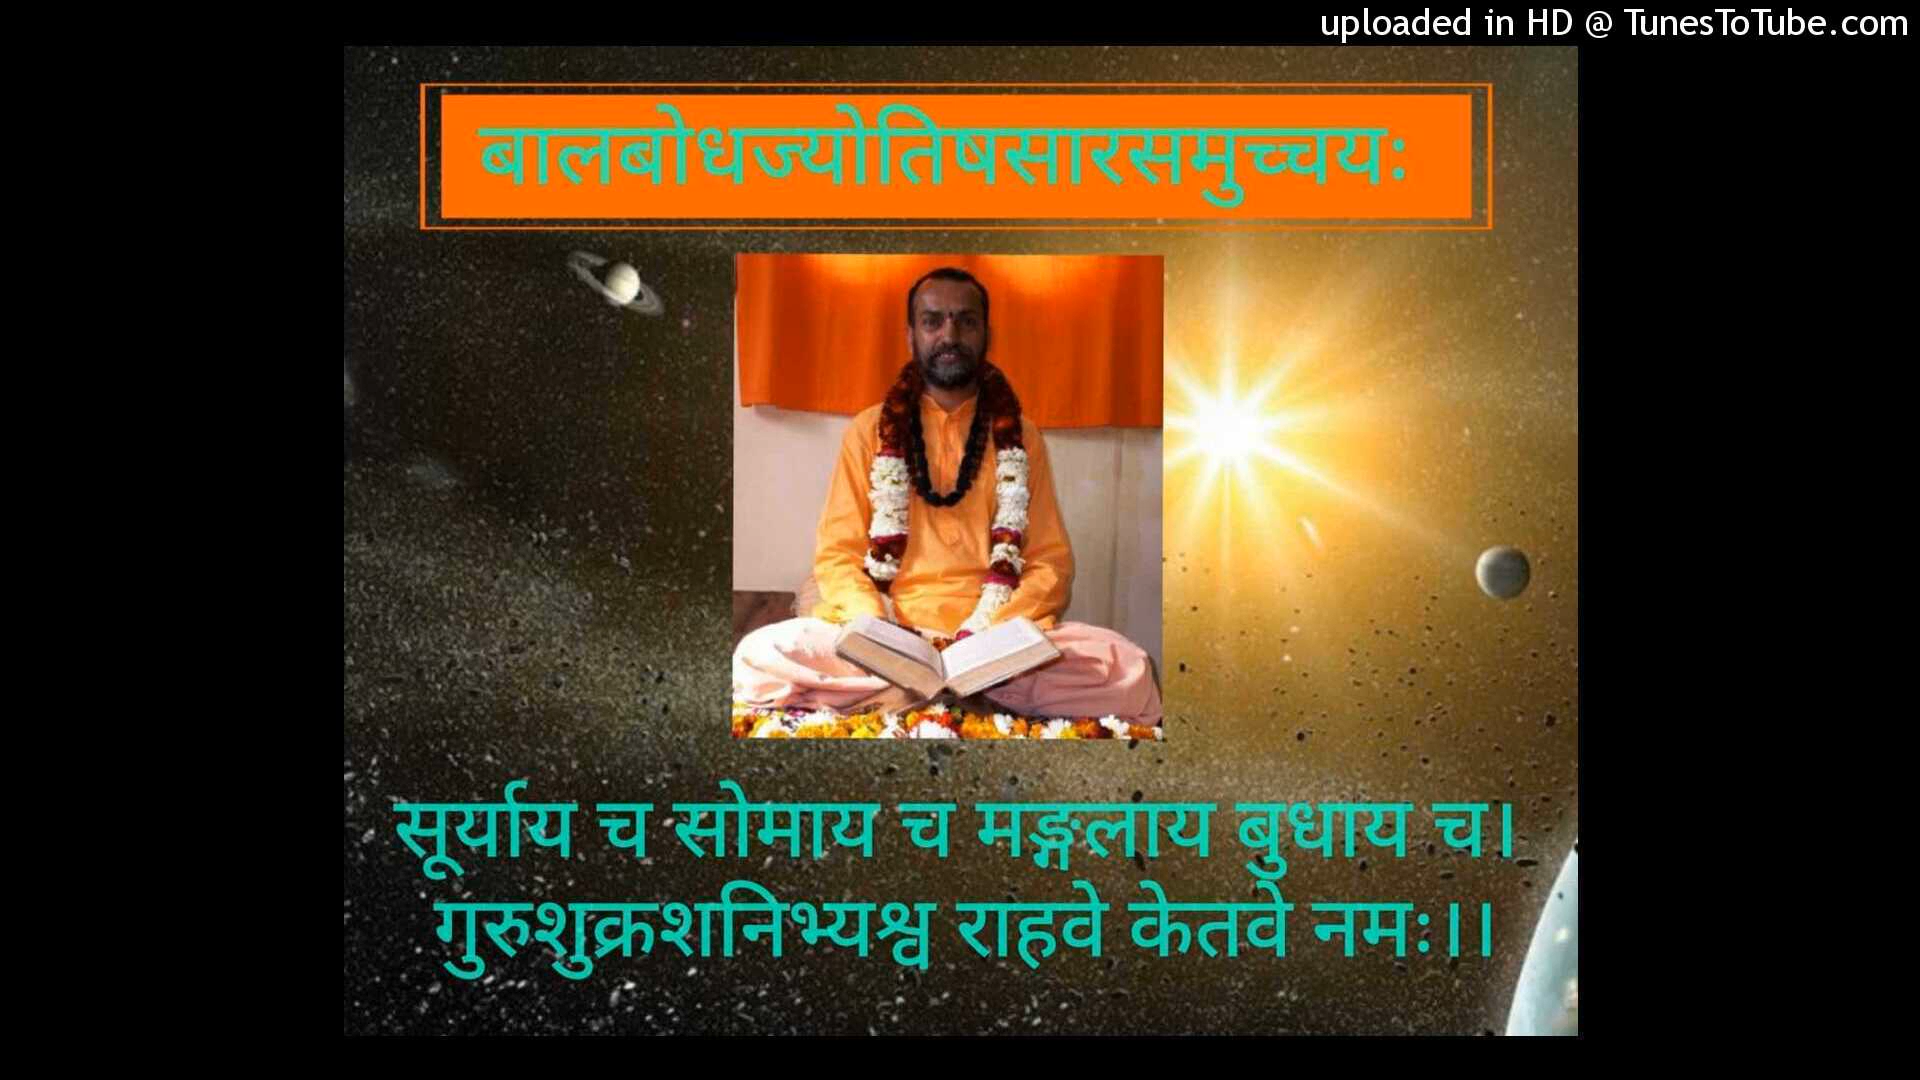 uploaded in HD @ TunesToTube.com
बालबोधज्योतिषसारसमुच्चयः
सूर्याय च सोमाय च मङ्गलाय बुधाय च।
गुरुशुक्रशनिभ्यश्व राहवे केतवे नमः।।